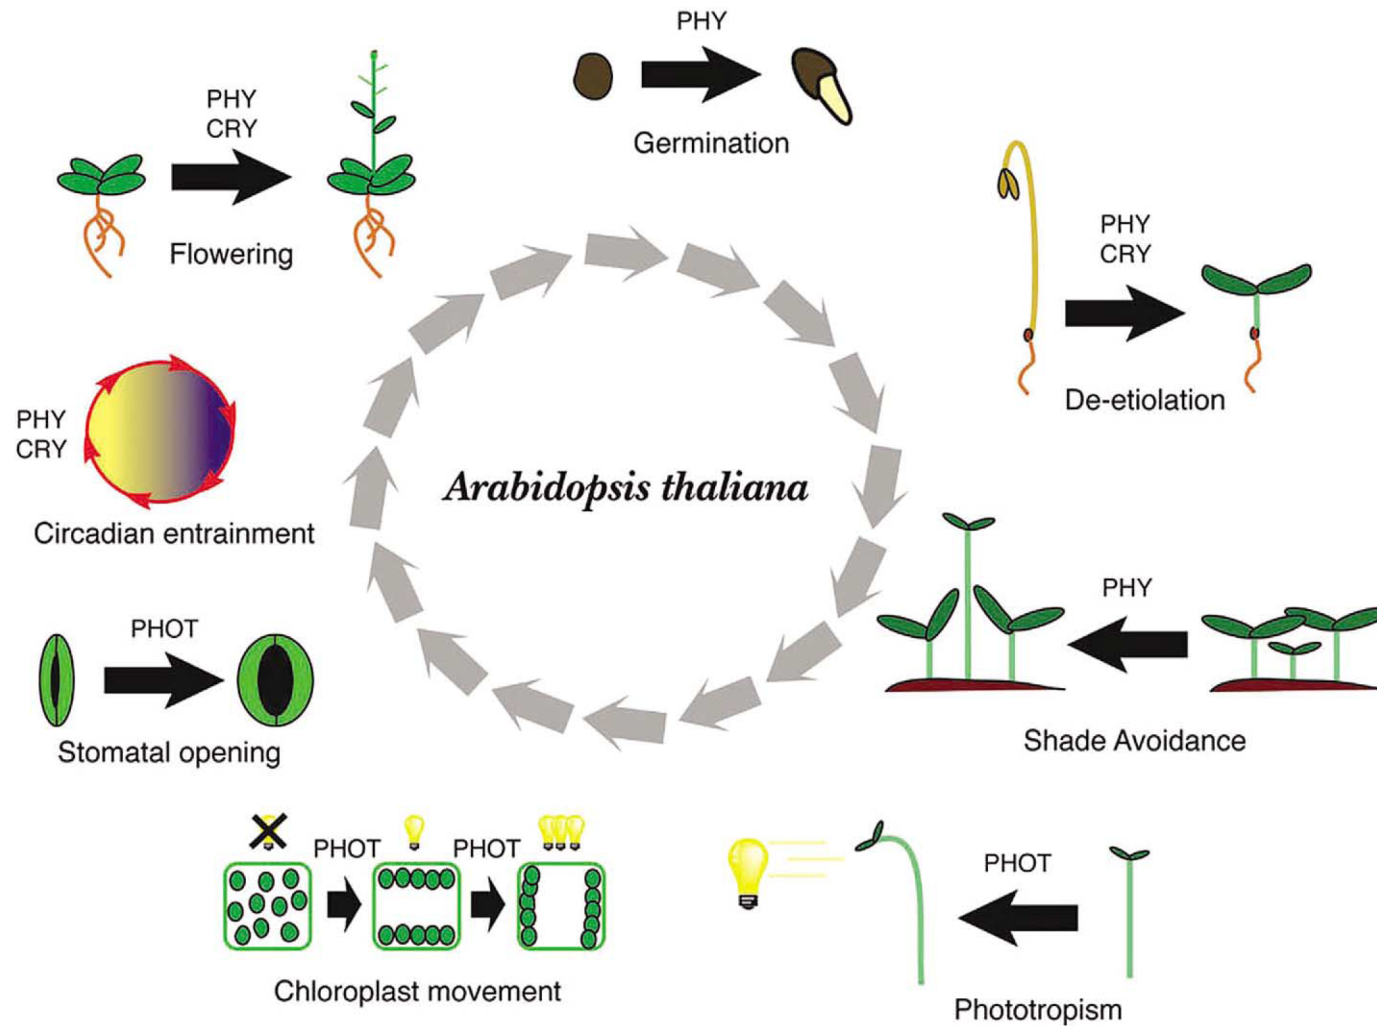 PHY
Germination
PHY
CRY
Flowering
PHY
CRY
De-etiolation
PHY
CRY
Circadian entrainment
Arabidopsis thaliana
PHY
Shade Avoidance
PHOT
Stomatal opening
PHOT
PHOT
Chloroplast movement
PHOT
Phototropism